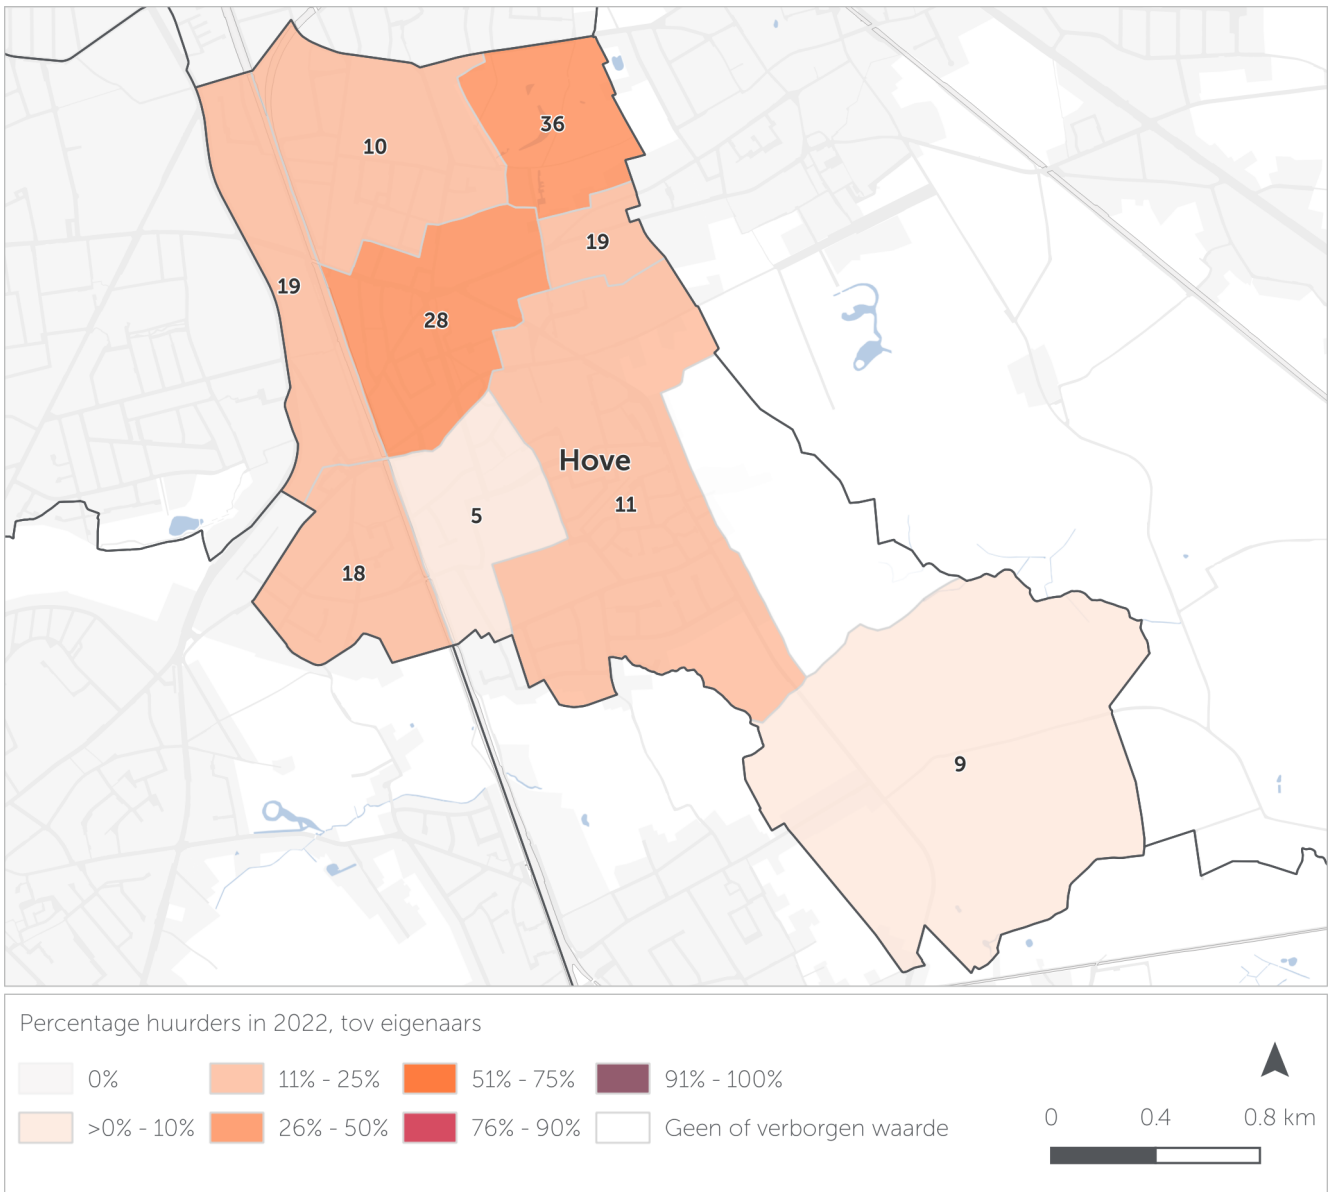 36
10
19
19
28
Hove
11
5
18
9
Percentage huurders in 2022, tov eigenaars
0%
11% - 25%
51% - 75%
91% - 100%
>0% - 10%
26% - 50%
76% - 90%
Geen of verborgen waarde
0 0.4 0.8 km